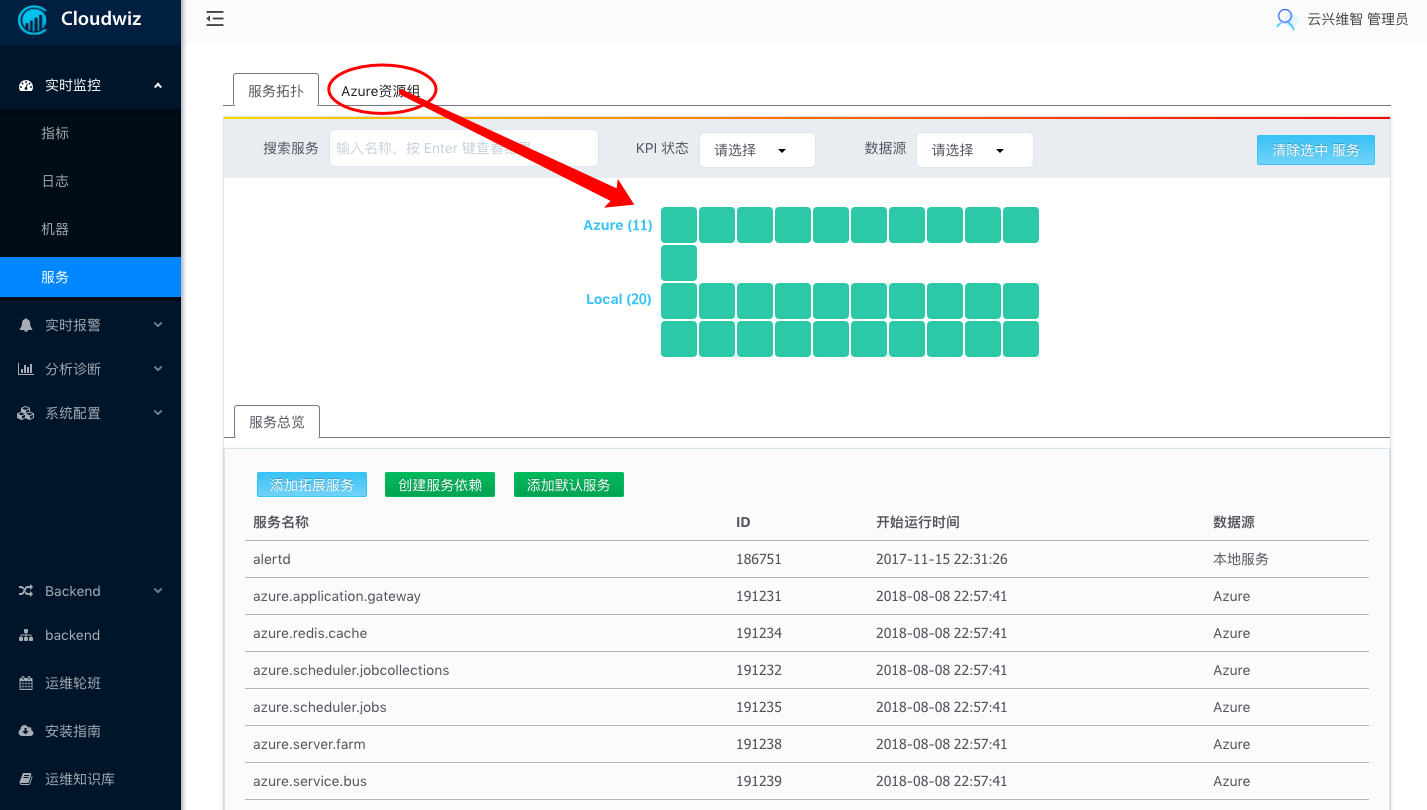 Cloudwiz
云兴维智 管理员
实时监控
指标
日志
机器
服务
实时报警
分析诊断
系统配置
Backend
backend
运维轮班
安装指南
运维知识库
服务拓扑 Azure资源组
搜索服务 输入名称，按 Enter 键查看 KPI 状态 请选择 数据源 请选择 清除选中 服务
Azure (11)
Local (20)
服务总览
添加拓展服务 创建服务依赖 添加默认服务
服务名称 ID 开始运行时间 数据源
alertd 186751 2017-11-15 22:31:26 本地服务
azure.application.gateway 191231 2018-08-08 22:57:41 Azure
azure.redis.cache 191234 2018-08-08 22:57:41 Azure
azure.scheduler.jobcollections 191232 2018-08-08 22:57:41 Azure
azure.scheduler.jobs 191235 2018-08-08 22:57:41 Azure
azure.server.farm 191238 2018-08-08 22:57:41 Azure
azure.service.bus 191239 2018-08-08 22:57:41 Azure